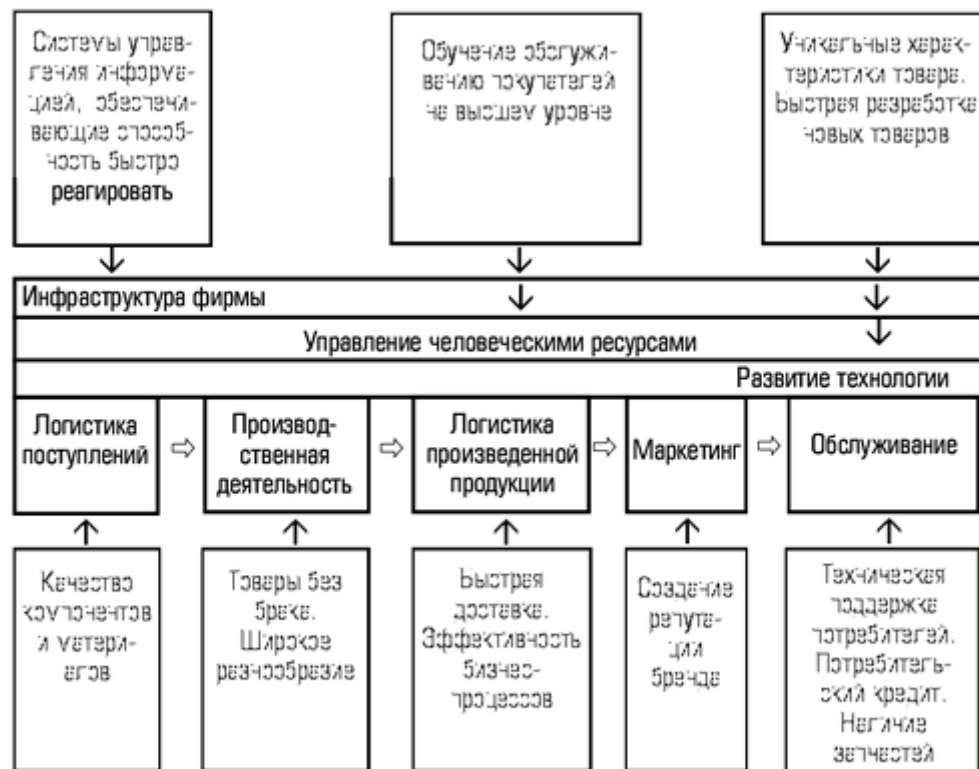 Системы управ-
ления информа-
цией, обеспечи-
вающие способ-
ность быстро
реагировать
Обучение обслужи-
ванию покупателей
на высшем уровне
Уникальные харак-
теристики товара.
Быстрая разработка
новых товаров
Инфраструктура фирмы
Управление человеческими ресурсами
Развитие технологии
Логистика
поступлений
Производ-
ственная
деятельность
Логистика
произведенной
продукции
Маркетинг
Обслуживание
Качество
компонентов
и матери-
алов
Товары без
брака.
Широкое
разнообразие
Быстрая
доставка.
Эффективность
бизнес-
процессов
Создание
репута-
ции
бренда
Техническая
поддержка
потребителей.
Потребитель-
ский кредит.
Наличие
запчастей